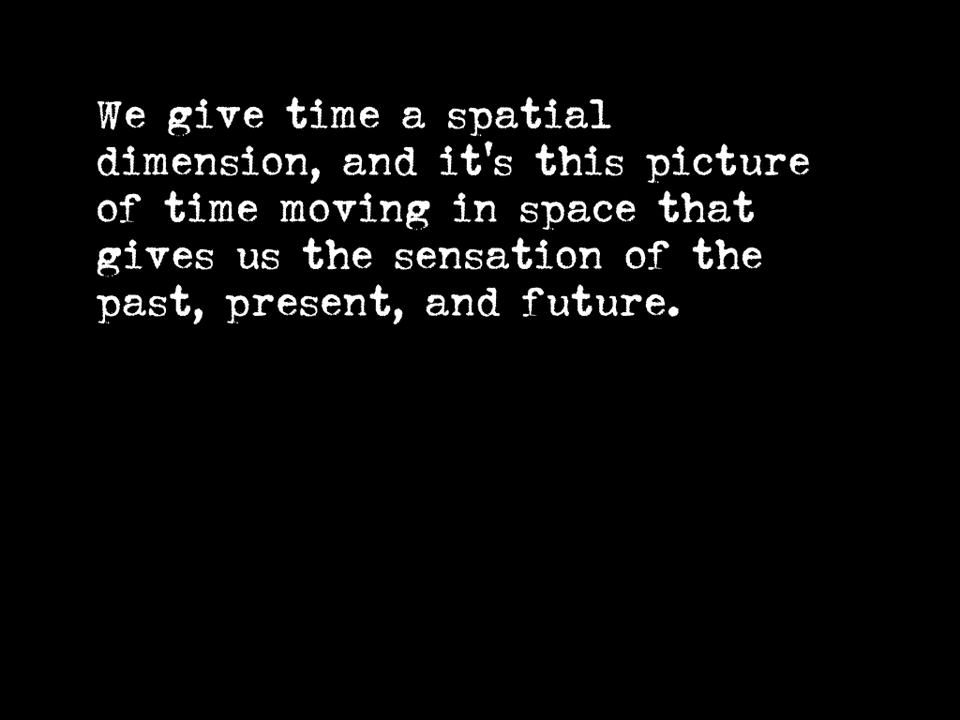 We give time a spatial
dimension, and it's this picture
of time moving in space that
gives us the sensation of the
past, present, and future.